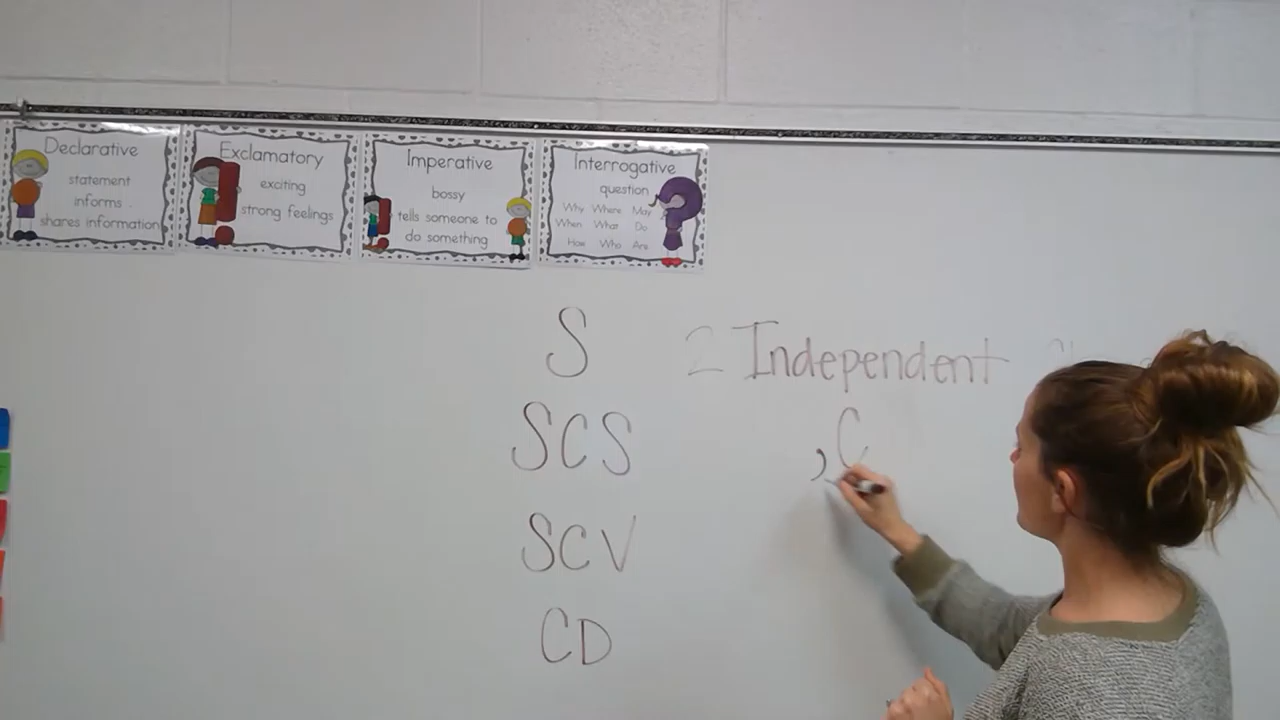 Declarative
statement
informs
shares information
Exclamatory
exciting
strong feelings
Imperative
bossy
tells someone to
do something
Interrogative
question
Why Where May
When What Do
How Who Are
S 2 Independent
SCS , C
SCV
CD